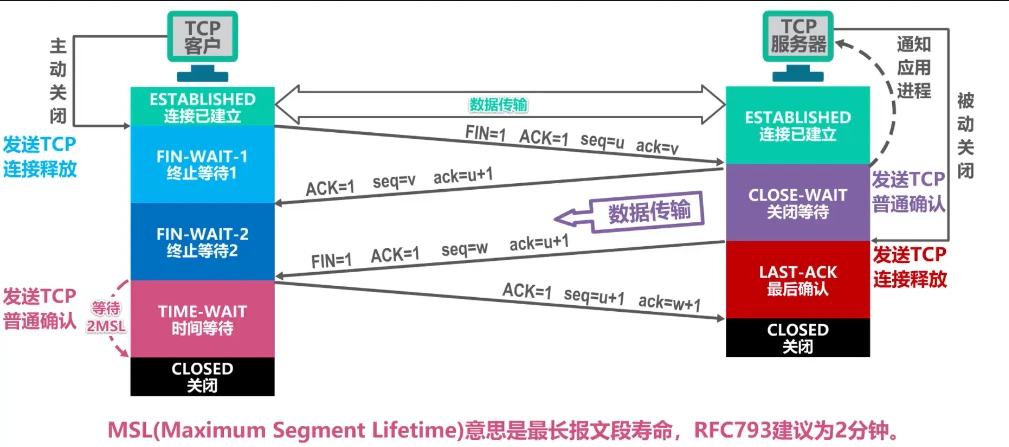 TCP
客户
TCP
服务器
主动关闭
通知
应用
进程
被动关闭
ESTABLISHED
连接已建立
数据传输
ESTABLISHED
连接已建立
FIN=1 ACK=1 seq=u ack=v
发送TCP
连接释放
FIN-WAIT-1
终止等待1
ACK=1 seq=v ack=u+1
CLOSE-WAIT
关闭等待
发送TCP
普通确认
数据传输
FIN-WAIT-2
终止等待2
FIN=1 ACK=1 seq=w ack=u+1
发送TCP
连接释放
LAST-ACK
最后确认
发送TCP
普通确认
等待
2MSL
TIME-WAIT
时间等待
ACK=1 seq=u+1 ack=w+1
CLOSED
关闭
CLOSED
关闭
MSL(Maximum Segment Lifetime)意思是最长报文段寿命，RFC793建议为2分钟。